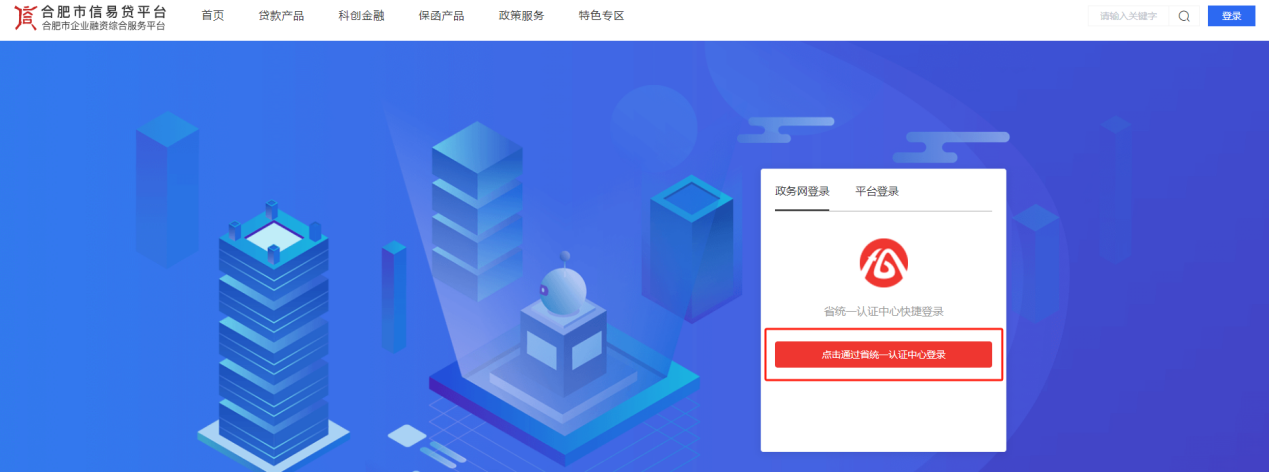 合肥市信易贷平台
合肥市企业融资综合服务平台
首页 贷款产品 科创金融 保函产品 政策服务 特色专区
请输入关键字
登录
政务网登录 平台登录
省统一认证中心快捷登录
点击通过省统一认证中心登录